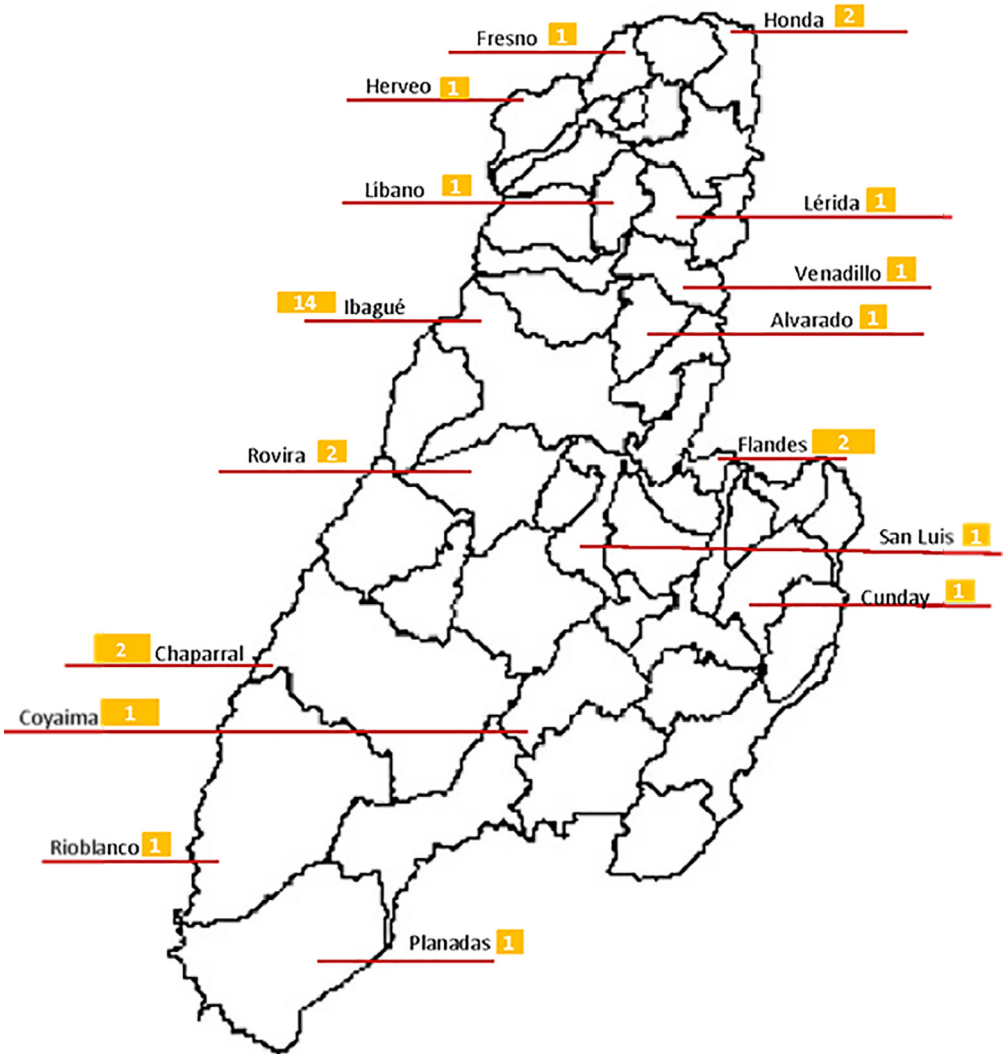 Honda 2
Fresno 1
Herveo 1
Líbano 1
Lérida 1
Venadillo 1
14 Ibagué
Alvarado 1
Flandes 2
Rovira 2
San Luis 1
Cunday 1
2 Chaparral
Coyaima 1
Rioblanco 1
Planadas 1